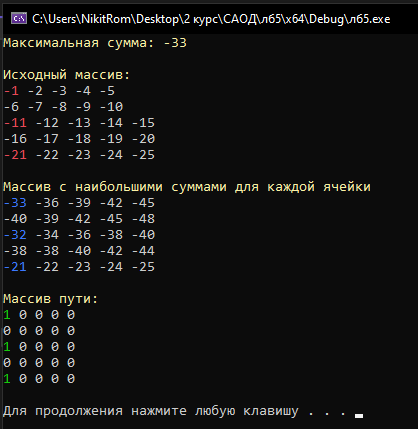 C:\Users\NikitRom\Desktop\2 курс\САОД\л65\x64\Debug\л65.exe
Максимальная сумма: -33
Исходный массив:
-1 -2 -3 -4 -5
-6 -7 -8 -9 -10
-11 -12 -13 -14 -15
-16 -17 -18 -19 -20
-21 -22 -23 -24 -25
Массив с наибольшими суммами для каждой ячейки
-33 -36 -39 -42 -45
-40 -39 -42 -45 -48
-32 -34 -36 -38 -40
-38 -38 -40 -42 -44
-21 -22 -23 -24 -25
Массив пути:
1 0 0 0 0
0 0 0 0 0
1 0 0 0 0
0 0 0 0 0
1 0 0 0 0
Для продолжения нажмите любую клавишу . . .